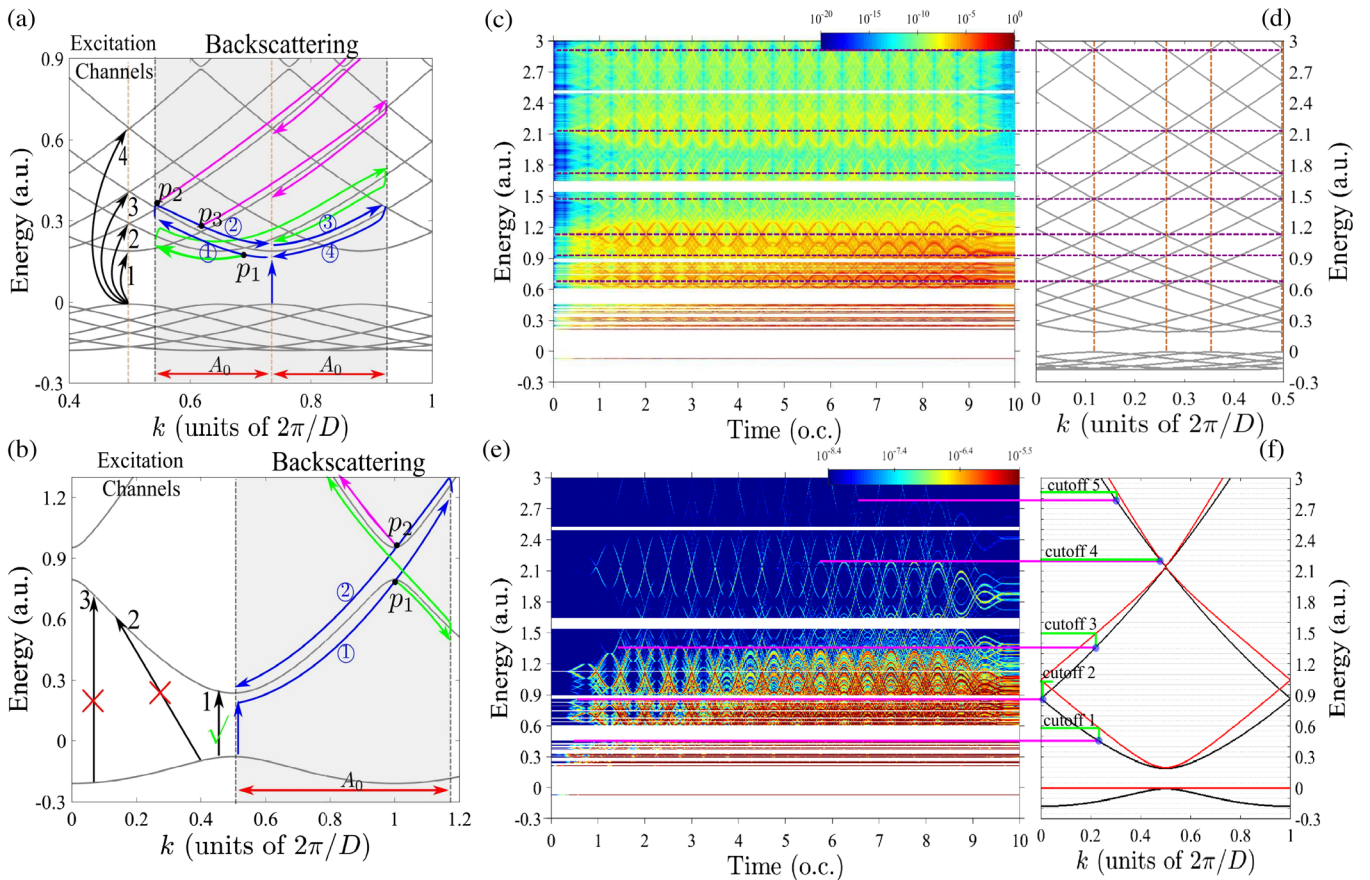 (a)
Excitation
Channels
Backscattering
0.9
0.6
0.3
0
-0.3
Energy (a.u.)
4
3
2
1
p2
p3
p1
②
①
③
④
A0
A0
0.4
0.6
0.8
1
k (units of 2π/D)
(b)
Excitation
Channels
Backscattering
1.2
0.9
0.6
0.3
0
-0.3
Energy (a.u.)
3
2
1
p2
p1
②
①
A0
0
0.2
0.4
0.6
0.8
1
1.2
k (units of 2π/D)
(c)
10^-20
10^-15
10^-10
10^-5
10^0
3
2.7
2.4
2.1
1.8
1.5
1.2
0.9
0.6
0.3
0
-0.3
Energy (a.u.)
0 1 2 3 4 5 6 7 8 9 10
Time (o.c.)
(d)
3
2.7
2.4
2.1
1.8
1.5
1.2
0.9
0.6
0.3
0
-0.3
Energy (a.u.)
0 0.1 0.2 0.3 0.4 0.5
k (units of 2π/D)
(e)
10^-8.4
10^-7.4
10^-6.4
10^-5.5
3
2.7
2.4
2.1
1.8
1.5
1.2
0.9
0.6
0.3
0
-0.3
Energy (a.u.)
0 1 2 3 4 5 6 7 8 9 10
Time (o.c.)
(f)
cutoff 5
cutoff 4
cutoff 3
cutoff 2
cutoff 1
3
2.7
2.4
2.1
1.8
1.5
1.2
0.9
0.6
0.3
0
-0.3
Energy (a.u.)
0 0.2 0.4 0.6 0.8 1
k (units of 2π/D)